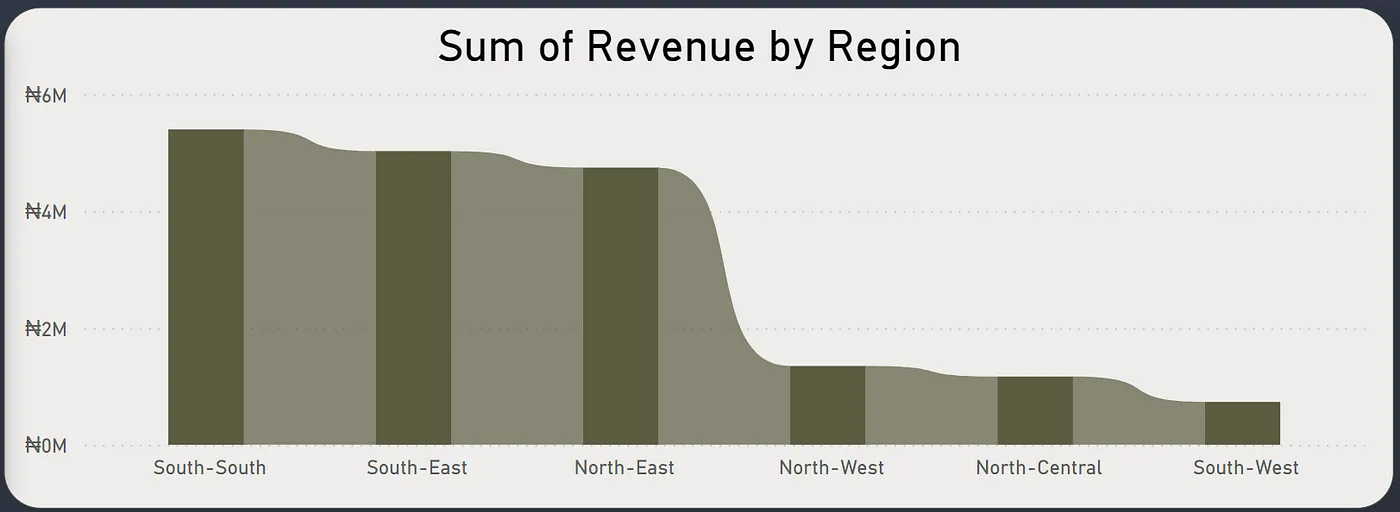 Sum of Revenue by Region
₦6M
₦4M
₦2M
₦0M
South-South
South-East
North-East
North-West
North-Central
South-West